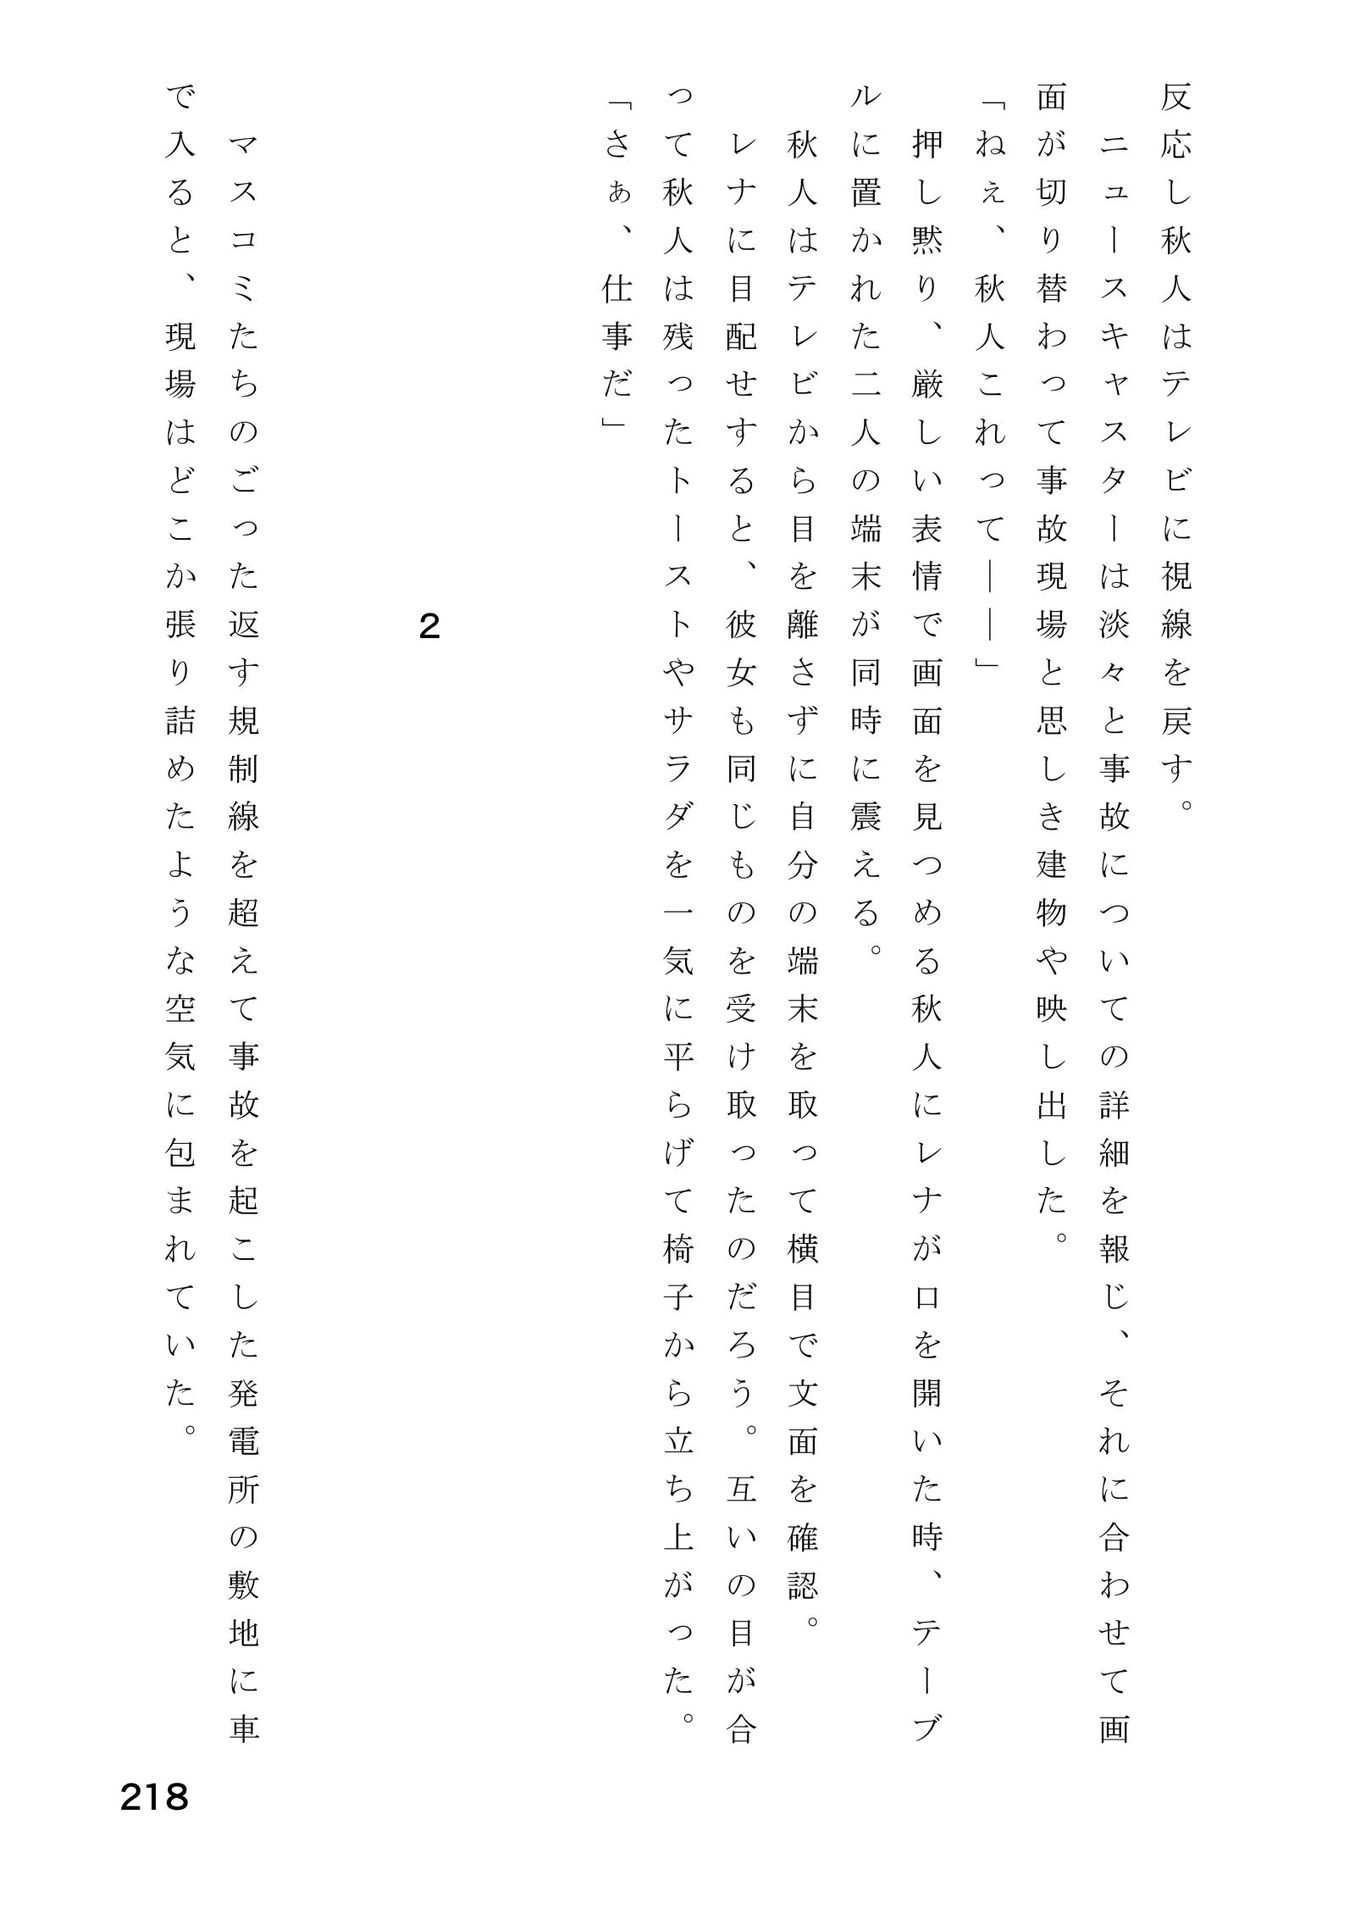 反応し秋人はテレビに視線を戻す。
　ニュースキャスターは淡々と事故についての詳細を報じ、それに合わせて画
面が切り替わって事故現場と思しき建物や映し出した。
「ねぇ、秋人これって――」
　押し黙り、厳しい表情で画面を見つめる秋人にレナが口を開いた時、テーブ
ルに置かれた二人の端末が同時に震える。
　秋人はテレビから目を離さずに自分の端末を取って横目で文面を確認。
　レナに目配せすると、彼女も同じものを受け取ったのだろう。互いの目が合
って秋人は残ったトーストやサラダを一気に平らげて椅子から立ち上がった。
「さぁ、仕事だ」
2
　マスコミたちのごった返す規制線を超えて事故を起こした発電所の敷地に車
で入ると、現場はどこか張り詰めたような空気に包まれていた。
218